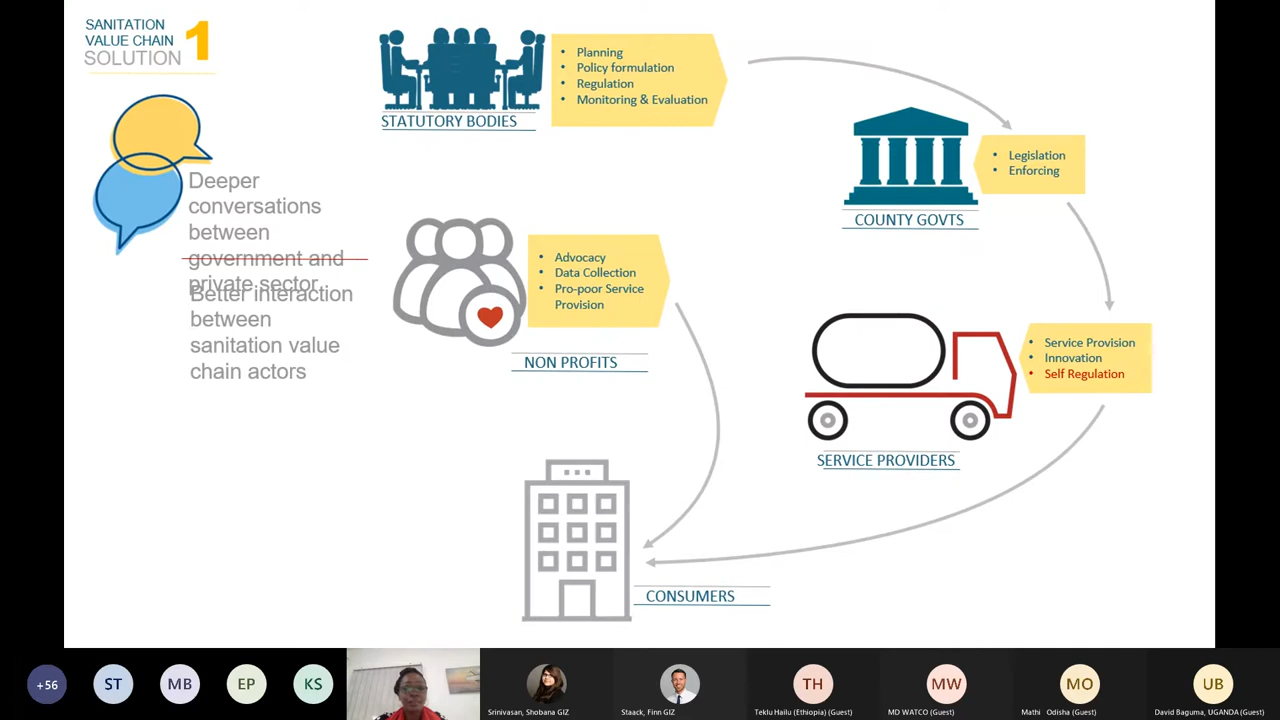 SANITATION
VALUE CHAIN
SOLUTION
1
Deeper
conversations
between
government and
private sector
Better interaction
between
sanitation value
chain actors
STATUTORY BODIES
• Planning
• Policy formulation
• Regulation
• Monitoring & Evaluation
COUNTY GOVTS
• Legislation
• Enforcing
NON PROFITS
• Advocacy
• Data Collection
• Pro-poor Service
Provision
SERVICE PROVIDERS
• Service Provision
• Innovation
• Self Regulation
CONSUMERS
+56
ST
MB
EP
KS
Srinivasan, Shobana GIZ
Staack, Finn GIZ
TH
Teklu Hailu (Ethiopia) (Guest)
MW
MD WATCO (Guest)
MO
Mathi Odisha (Guest)
UB
David Baguma, UGANDA (Guest)